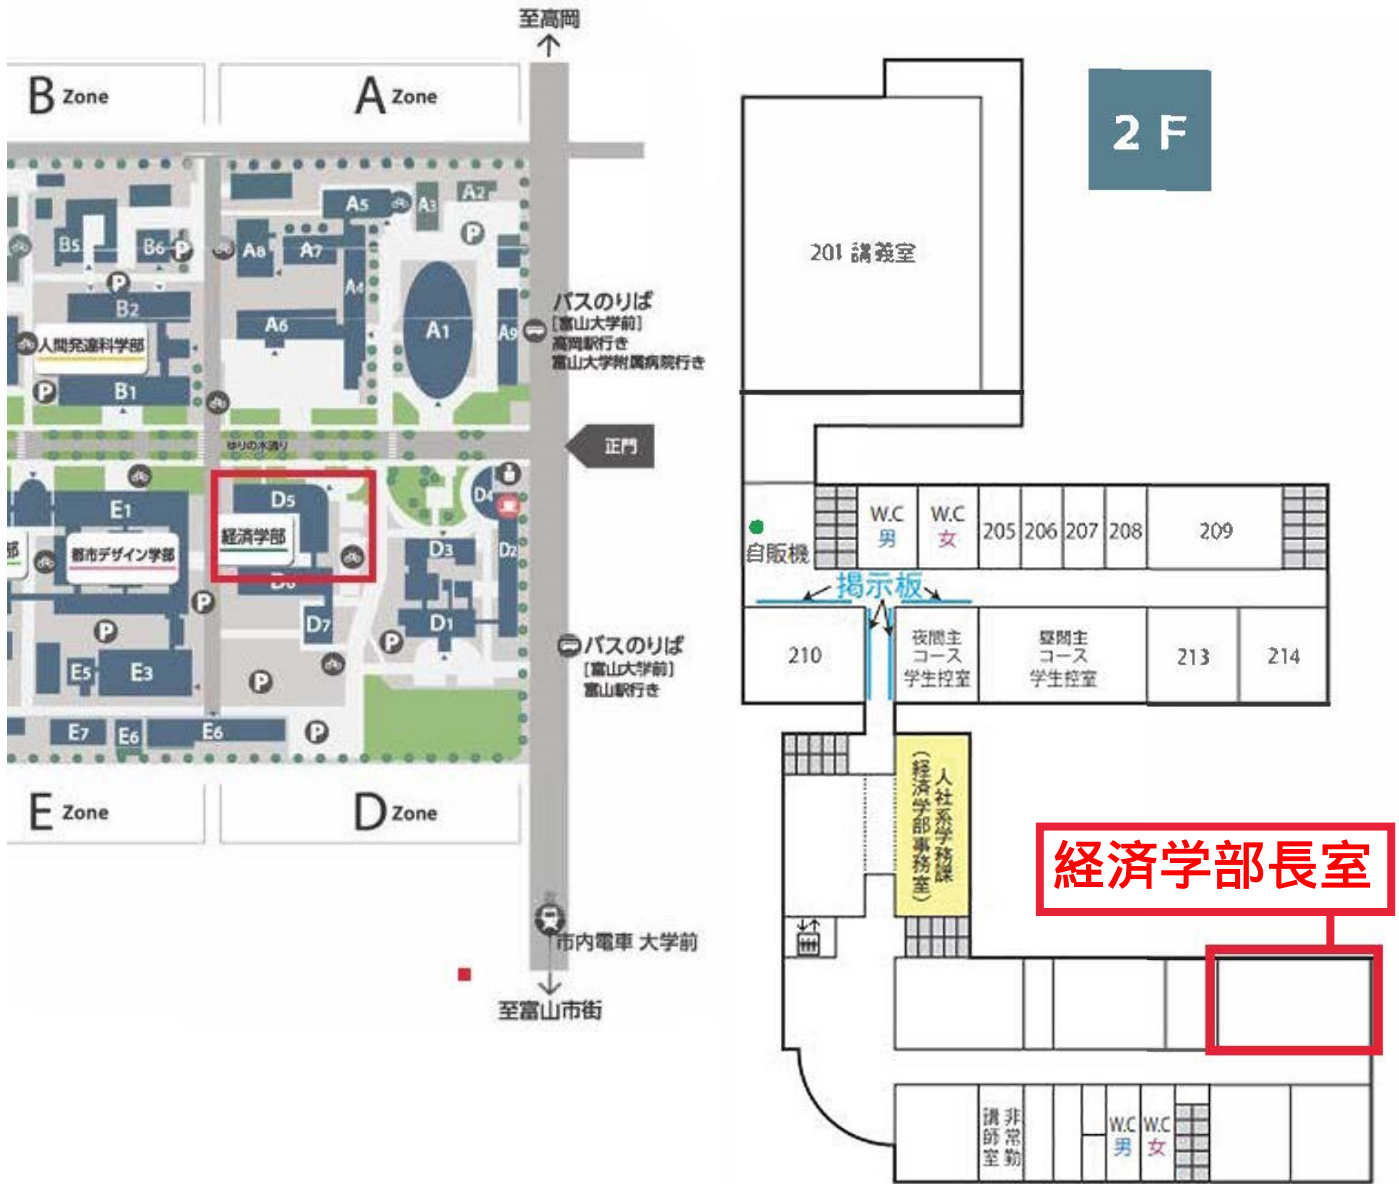 至高岡
B Zone
A Zone
A5
A3
A2
B5
B6
P
A8
A7
P
P
A4
B2
A6
A1
A9
バスのりば
[富山大学前]
高岡駅行き
富山大学附属病院行き
人間発達科学部
P
B1
ゆりの木通り
正門
E1
D5
D4
経済学部
部
都市デザイン学部
D3
D2
D6
P
D7
D1
P
P
バスのりば
[富山大学前]
富山駅行き
E5
E3
P
E7
E6
E6
P
E Zone
D Zone
市内電車 大学前
至富山市街
2 F
201 講義室
自販機
W.C
男
W.C
女
205
206
207
208
209
掲示板
210
夜間主
コース
学生控室
昼間主
コース
学生控室
213
214
人社系学務課
(経済学部事務室)
経済学部長室
非常勤
講師室
W.C
男
W.C
女